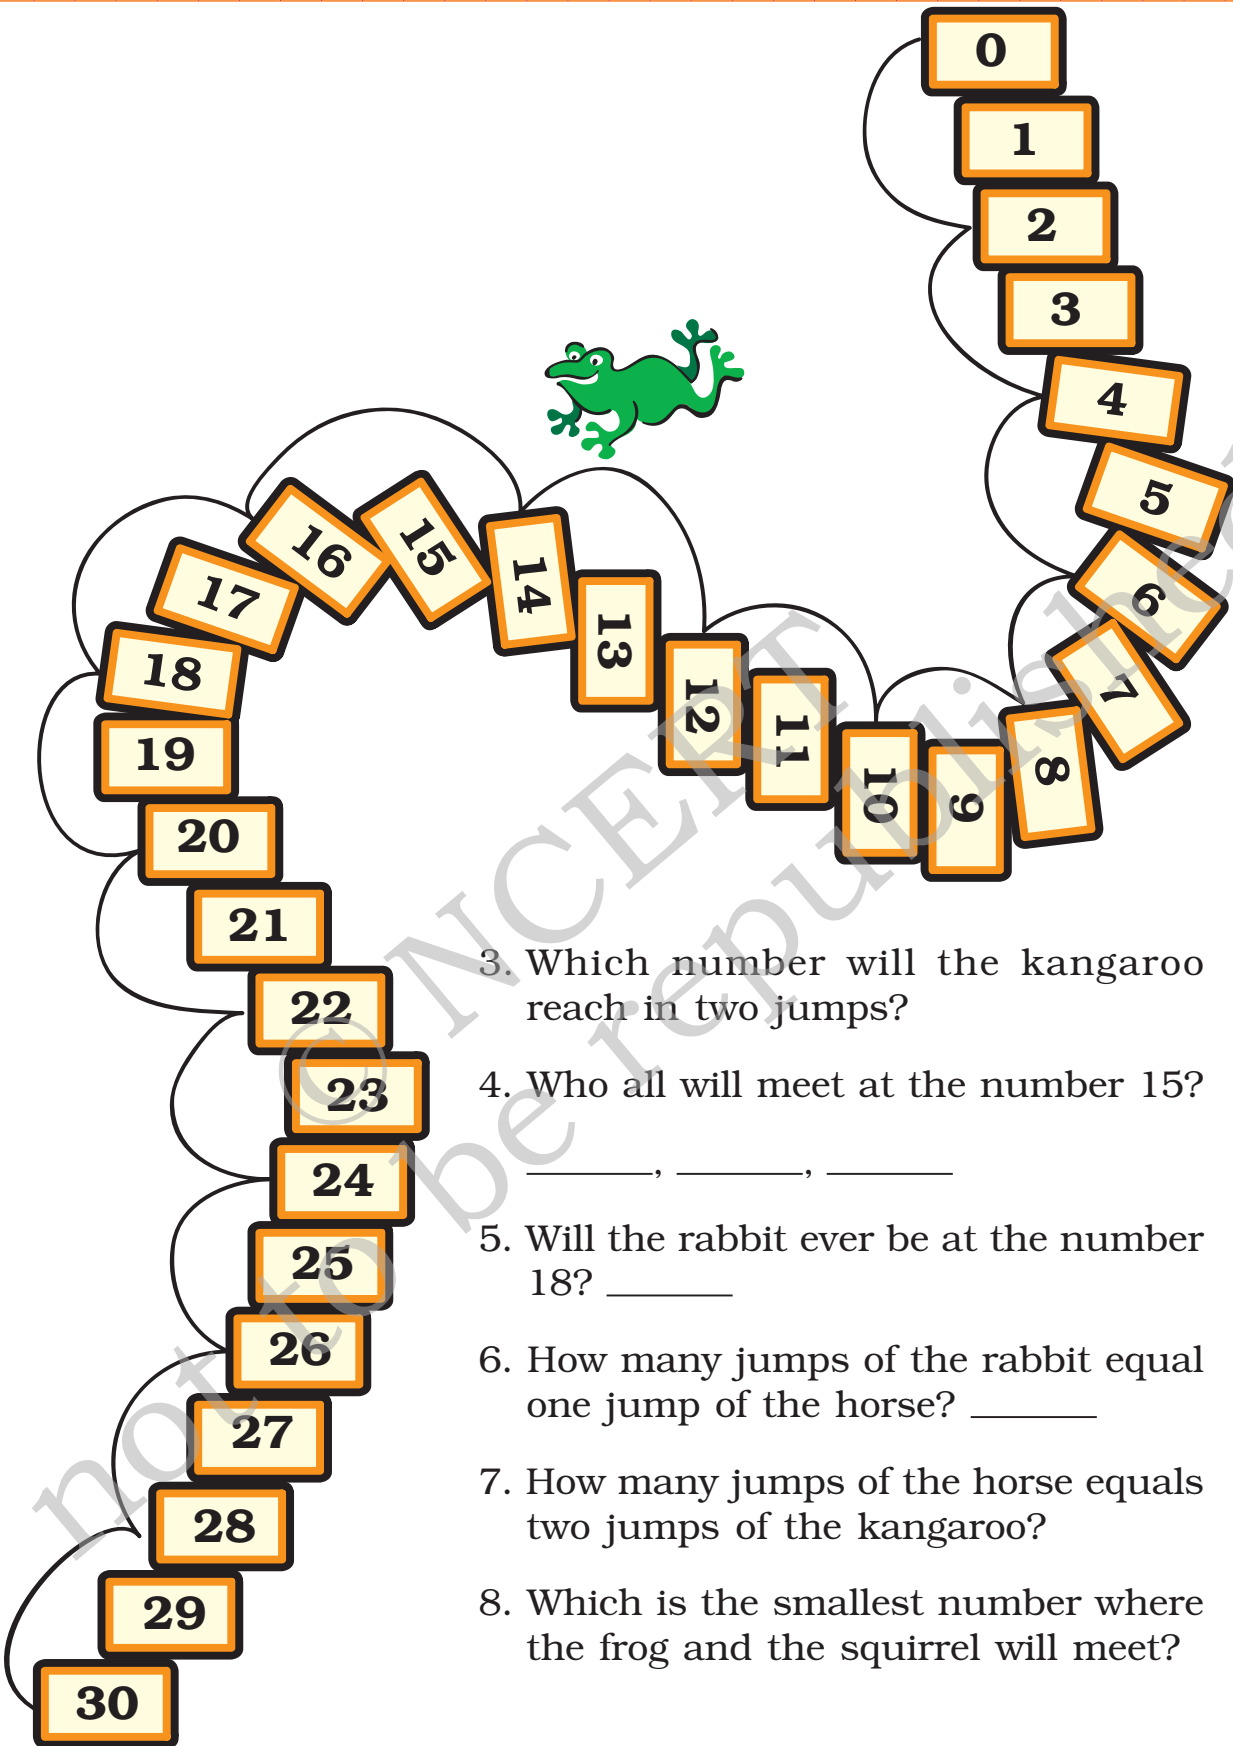 0
1
2
3
4
5
6
7
8
9
10
11
12
13
14
15
16
17
18
19
20
21
22
23
24
25
26
27
28
29
30
3. Which number will the kangaroo
reach in two jumps?
4. Who all will meet at the number 15?
______, ______, ______
5. Will the rabbit ever be at the number
18? ______
6. How many jumps of the rabbit equal
one jump of the horse? ______
7. How many jumps of the horse equals
two jumps of the kangaroo?
8. Which is the smallest number where
the frog and the squirrel will meet?
© NCERT
not to be republished